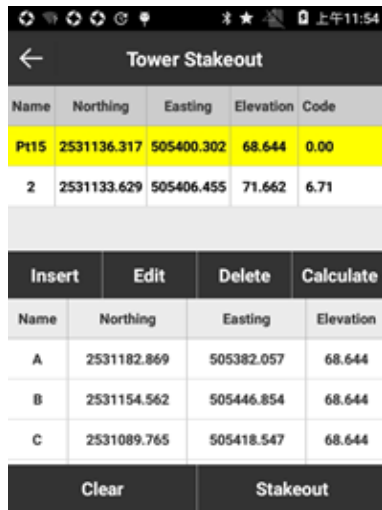 上午11:54
Tower Stakeout
Name Northing Easting Elevation Code
Pt15 2531136.317 505400.302 68.644 0.00
2 2531133.629 505406.455 71.662 6.71
Insert Edit Delete Calculate
Name Northing Easting Elevation
A 2531182.869 505382.057 68.644
B 2531154.562 505446.854 68.644
C 2531089.765 505418.547 68.644
Clear Stakeout